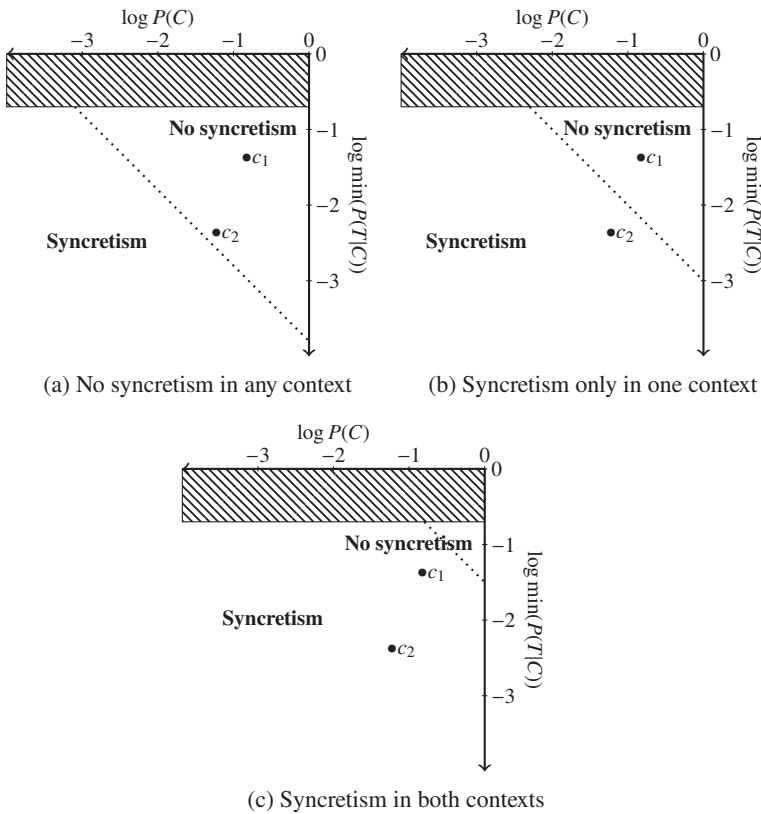 log P(C)
−3 −2 −1 0
0
No syncretism
−1
c1
−2
c2
Syncretism
−3
log min(P(T|C))
(a) No syncretism in any context
log P(C)
−3 −2 −1 0
0
No syncretism
−1
c1
−2
c2
Syncretism
−3
log min(P(T|C))
(b) Syncretism only in one context
log P(C)
−3 −2 −1 0
0
No syncretism
−1
c1
Syncretism
−2
c2
−3
log min(P(T|C))
(c) Syncretism in both contexts